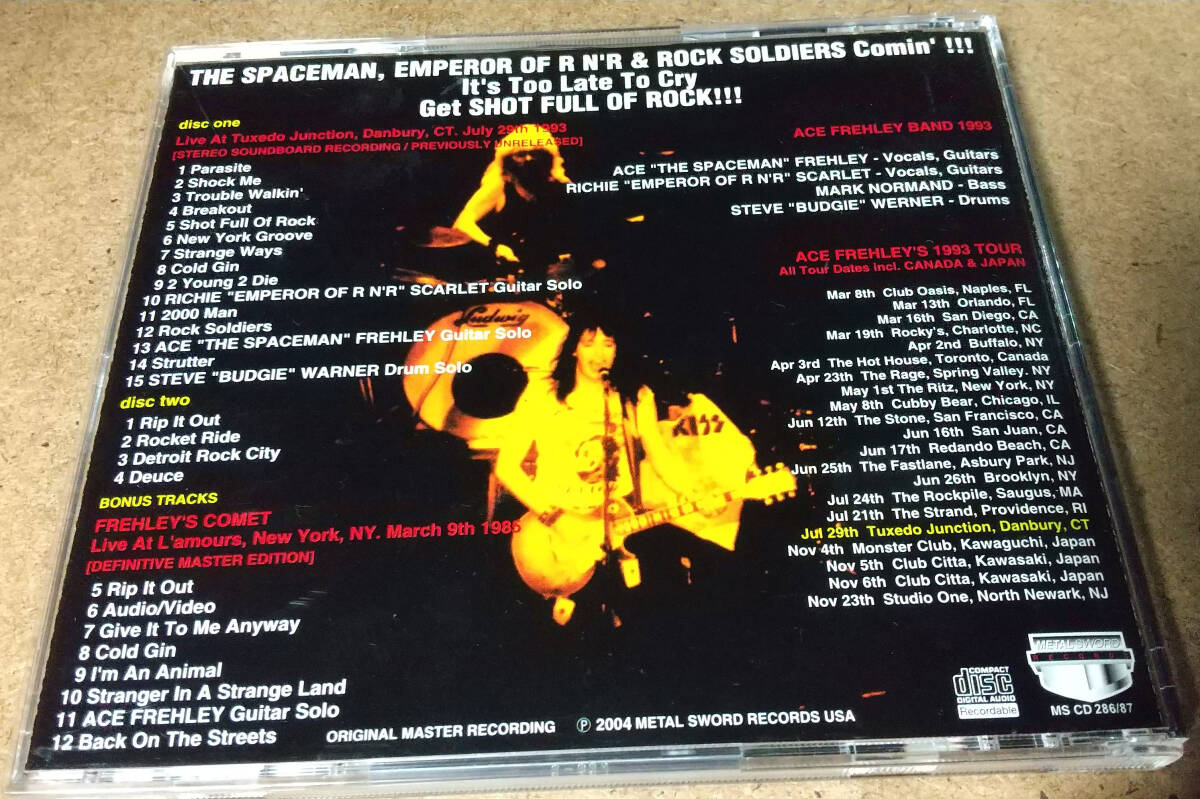 THE SPACEMAN, EMPEROR OF R N'R & ROCK SOLDIERS Comin' !!!
It's Too Late To Cry
Get SHOT FULL OF ROCK!!!
disc one
Live At Tuxedo Junction, Danbury, CT. July 29th 1993
[STEREO SOUNDBOARD RECORDING / PREVIOUSLY UNRELEASED]
1 Parasite
2 Shock Me
3 Trouble Walkin'
4 Breakout
5 Shot Full Of Rock
6 New York Groove
7 Strange Ways
8 Cold Gin
9 2 Young 2 Die
10 RICHIE "EMPEROR OF R N'R" SCARLET Guitar Solo
11 2000 Man
12 Rock Soldiers
13 ACE "THE SPACEMAN" FREHLEY Guitar Solo
14 Strutter
15 STEVE "BUDGIE" WARNER Drum Solo
disc two
1 Rip It Out
2 Rocket Ride
3 Detroit Rock City
4 Deuce
BONUS TRACKS
FREHLEY'S COMET
Live At L'amours, New York, NY. March 9th 1985
[DEFINITIVE MASTER EDITION]
5 Rip It Out
6 Audio/Video
7 Give It To Me Anyway
8 Cold Gin
9 I'm An Animal
10 Stranger In A Strange Land
11 ACE FREHLEY Guitar Solo
12 Back On The Streets
ACE FREHLEY BAND 1993
ACE "THE SPACEMAN" FREHLEY - Vocals, Guitars
RICHIE "EMPEROR OF R N'R" SCARLET - Vocals, Guitars
MARK NORMAND - Bass
STEVE "BUDGIE" WERNER - Drums
ACE FREHLEY'S 1993 TOUR
All Tour Dates incl. CANADA & JAPAN
Mar 8th Club Oasis, Naples, FL
Mar 13th Orlando, FL
Mar 16th San Diego, CA
Mar 19th Rocky's, Charlotte, NC
Apr 2nd Buffalo, NY
Apr 3rd The Hot House, Toronto, Canada
Apr 23th The Rage, Spring Valley. NY
May 1st The Ritz, New York, NY
May 8th Cubby Bear, Chicago, IL
Jun 12th The Stone, San Francisco, CA
Jun 16th San Juan, CA
Jun 17th Redando Beach, CA
Jun 25th The Fastlane, Asbury Park, NJ
Jun 26th Brooklyn, NY
Jul 24th The Rockpile, Saugus, MA
Jul 21th The Strand, Providence, RI
Jul 29th Tuxedo Junction, Danbury, CT
Nov 4th Monster Club, Kawaguchi, Japan
Nov 5th Club Citta, Kawasaki, Japan
Nov 6th Club Citta, Kawasaki, Japan
Nov 23th Studio One, North Newark, NJ
Ludwig
KISS
ORIGINAL MASTER RECORDING ℗ 2004 METAL SWORD RECORDS USA
COMPACT
disc
DIGITAL AUDIO
Recordable
METAL SWORD
RECORDS
MS CD 286/87